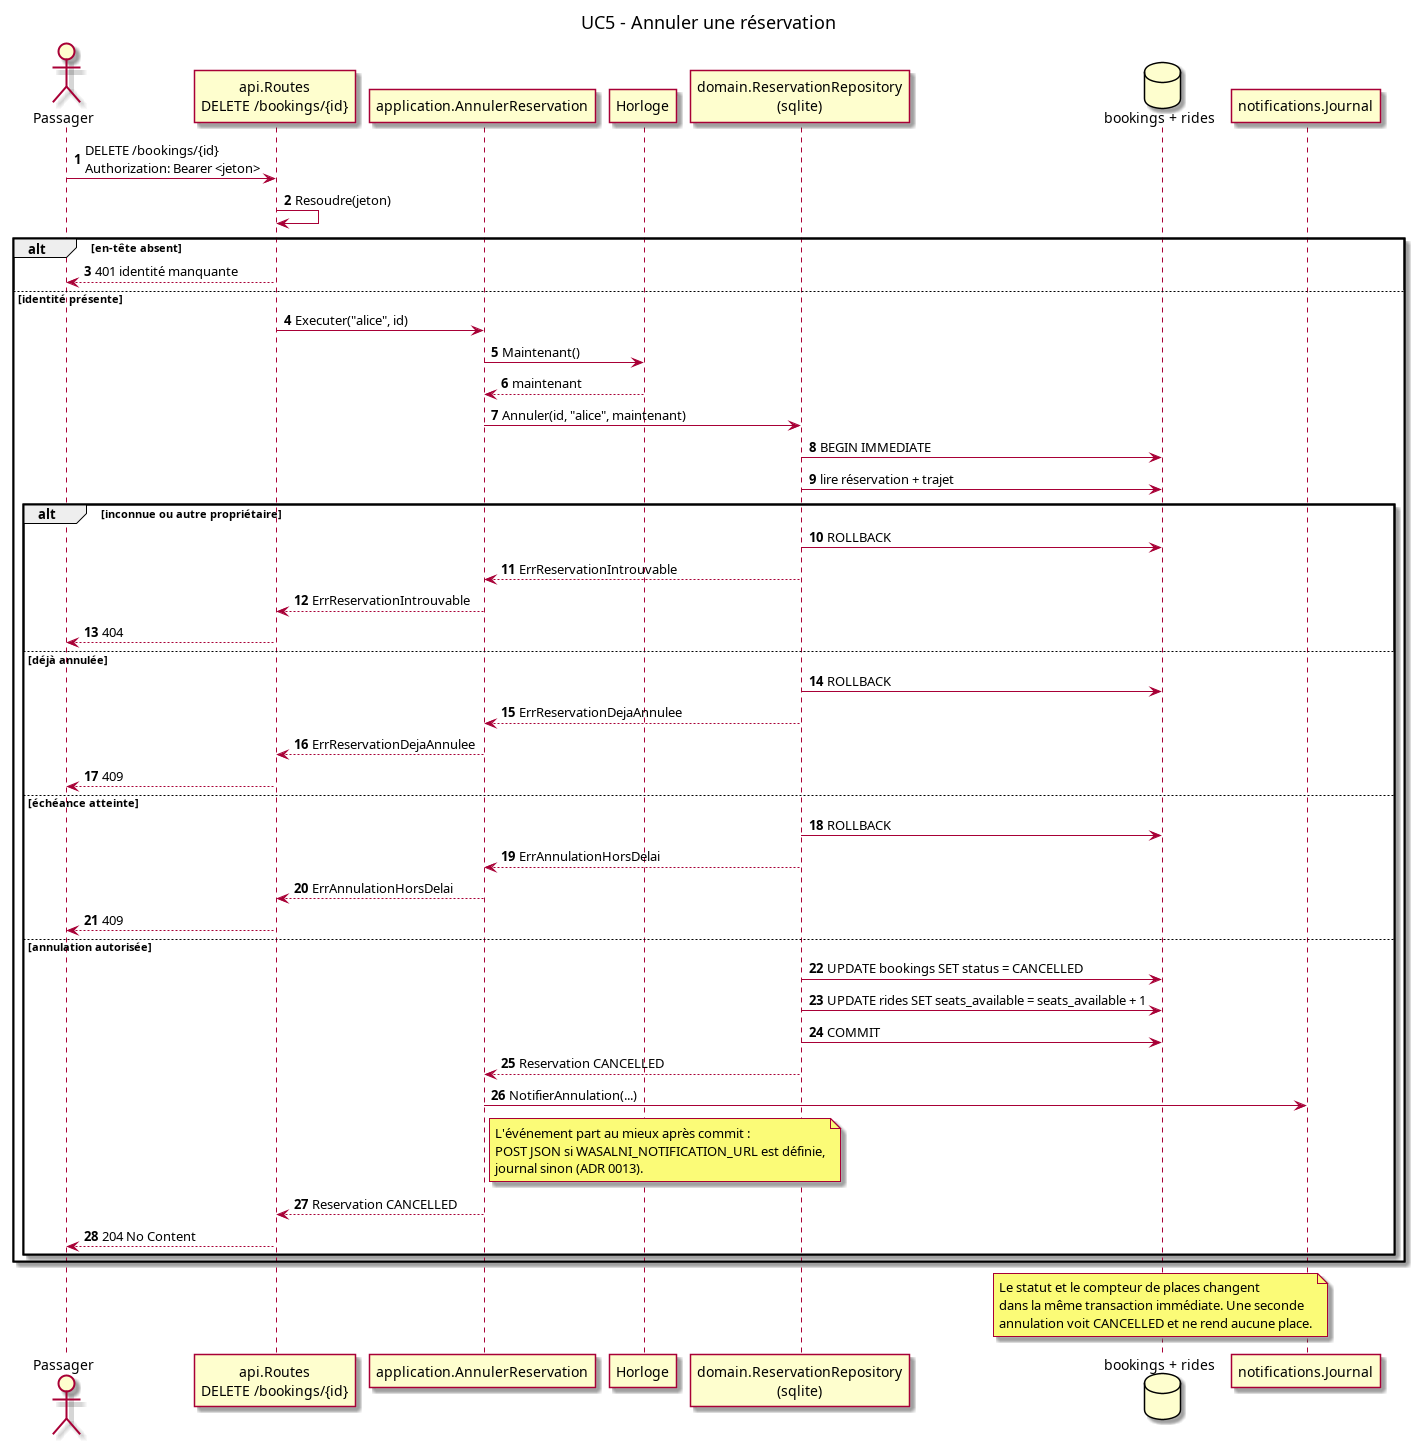 UC5 - Annuler une réservation
Passager
api.Routes
DELETE /bookings/{id}
application.AnnulerReservation
Horloge
domain.ReservationRepository
(sqlite)
bookings + rides
notifications.Journal
1 DELETE /bookings/{id}
Authorization: Bearer <jeton>
2 Resoudre(jeton)
alt [en-tête absent]
3 401 identité manquante
[identité présente]
4 Executer("alice", id)
5 Maintenant()
6 maintenant
7 Annuler(id, "alice", maintenant)
8 BEGIN IMMEDIATE
9 lire réservation + trajet
alt [inconnue ou autre propriétaire]
10 ROLLBACK
11 ErrReservationIntrouvable
12 ErrReservationIntrouvable
13 404
[déjà annulée]
14 ROLLBACK
15 ErrReservationDejaAnnulee
16 ErrReservationDejaAnnulee
17 409
[échéance atteinte]
18 ROLLBACK
19 ErrAnnulationHorsDelai
20 ErrAnnulationHorsDelai
21 409
[annulation autorisée]
22 UPDATE bookings SET status = CANCELLED
23 UPDATE rides SET seats_available = seats_available + 1
24 COMMIT
25 Reservation CANCELLED
26 NotifierAnnulation(...)
L'événement part au mieux après commit :
POST JSON si WASALNI_NOTIFICATION_URL est définie,
journal sinon (ADR 0013).
27 Reservation CANCELLED
28 204 No Content
Le statut et le compteur de places changent
dans la même transaction immédiate. Une seconde
annulation voit CANCELLED et ne rend aucune place.
Passager
api.Routes
DELETE /bookings/{id}
application.AnnulerReservation
Horloge
domain.ReservationRepository
(sqlite)
bookings + rides
notifications.Journal